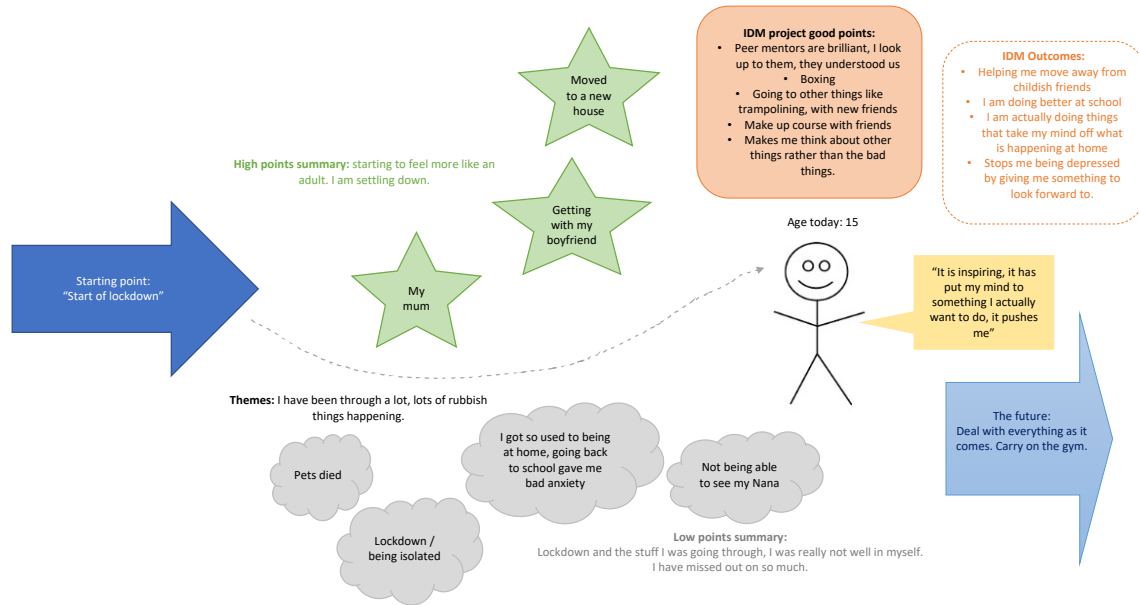 IDM project good points:
• Peer mentors are brilliant, I look
up to them, they understood us
• Boxing
• Going to other things like
trampolining, with new friends
• Make up course with friends
• Makes me think about other
things rather than the bad
things.
IDM Outcomes:
• Helping me move away from
childish friends
• I am doing better at school
• I am actually doing things
that take my mind off what
is happening at home
• Stops me being depressed
by giving me something to
look forward to.
Moved
to a new
house
High points summary: starting to feel more like an
adult. I am settling down.
Getting
with my
boyfriend
Age today: 15
Starting point:
“Start of lockdown”
My
mum
“It is inspiring, it has
put my mind to
something I actually
want to do, it pushes
me”
Themes: I have been through a lot, lots of rubbish
things happening.
The future:
Deal with everything as it
comes. Carry on the gym.
Pets died
I got so used to being
at home, going back
to school gave me
bad anxiety
Not being able
to see my Nana
Lockdown /
being isolated
Low points summary:
Lockdown and the stuff I was going through, I was really not well in myself.
I have missed out on so much.